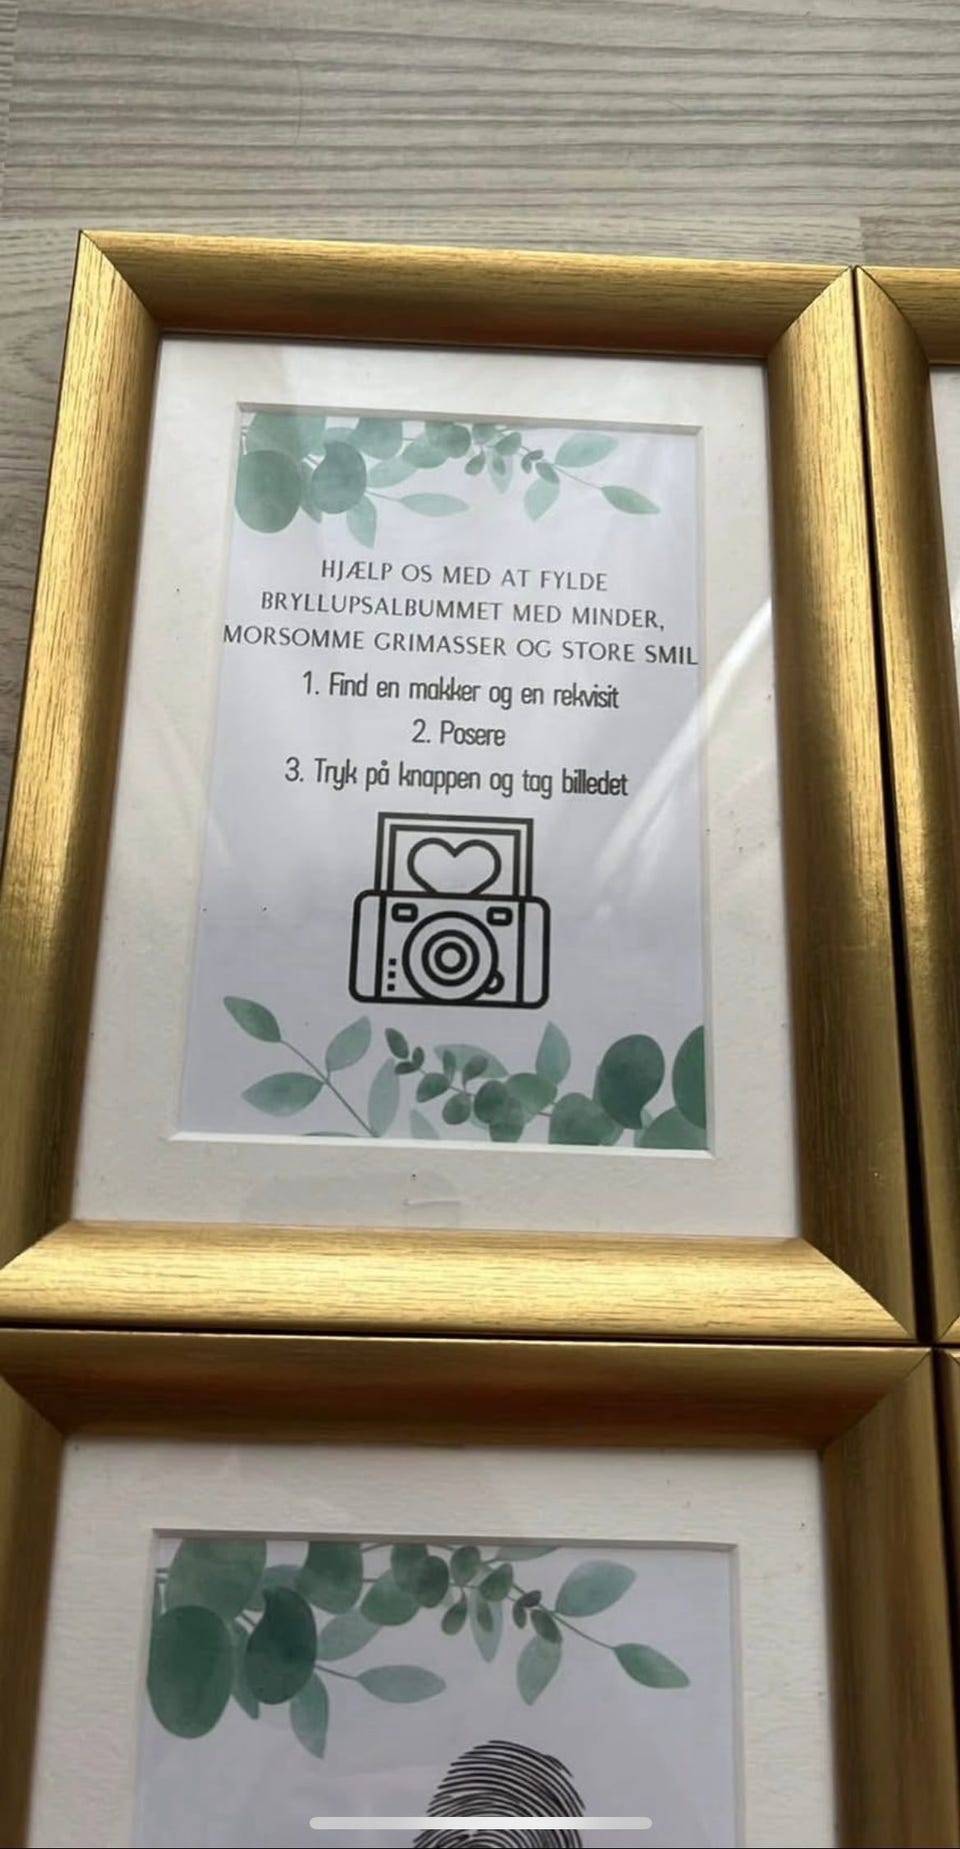 HJÆLP OS MED AT FYLDE
BRYLLUPSALBUMMET MED MINDER,
MORSOMME GRIMASSER OG STORE SMIL
1. Find en makker og en rekvisit
2. Posere
3. Tryk på knappen og tag billedet